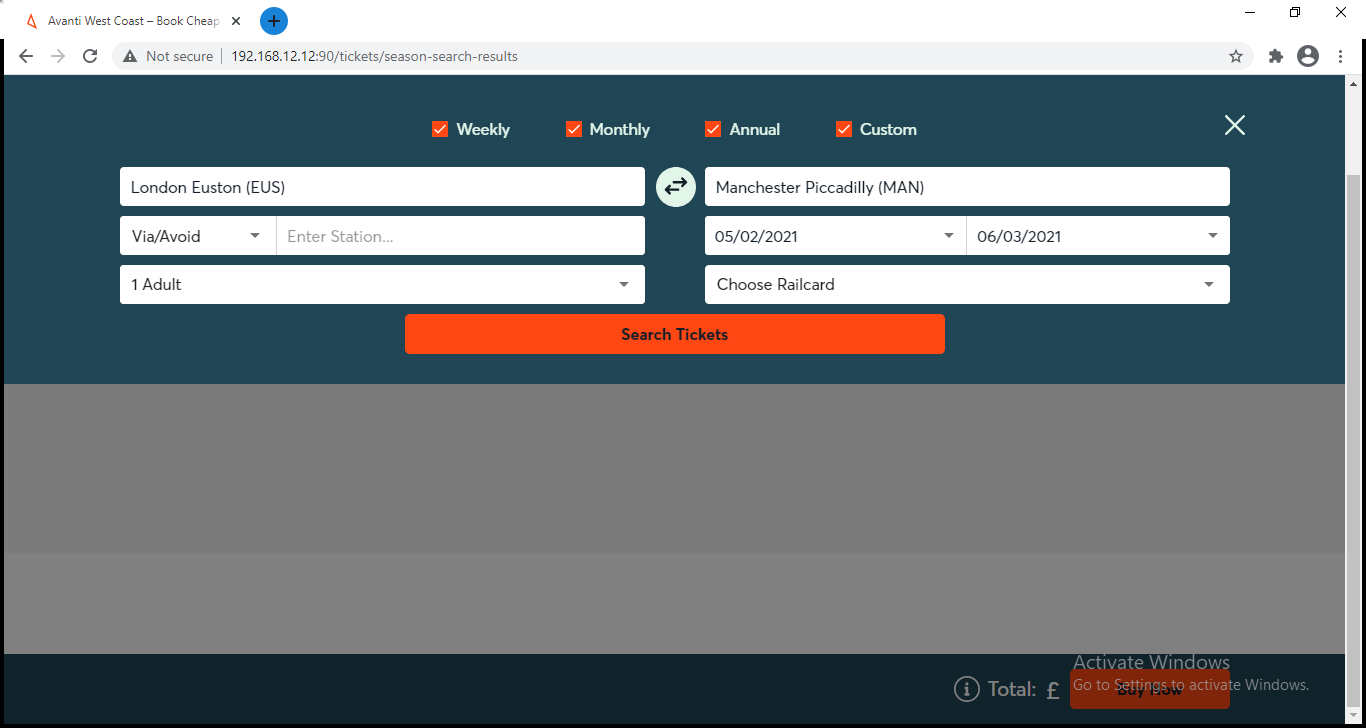 Avanti West Coast – Book Cheap
Not secure 192.168.12.12:90/tickets/season-search-results
Weekly Monthly Annual Custom
London Euston (EUS) Manchester Piccadilly (MAN)
Via/Avoid Enter Station... 05/02/2021 06/03/2021
1 Adult Choose Railcard
Search Tickets
Activate Windows
Total: £ Buy Now
Go to Settings to activate Windows.